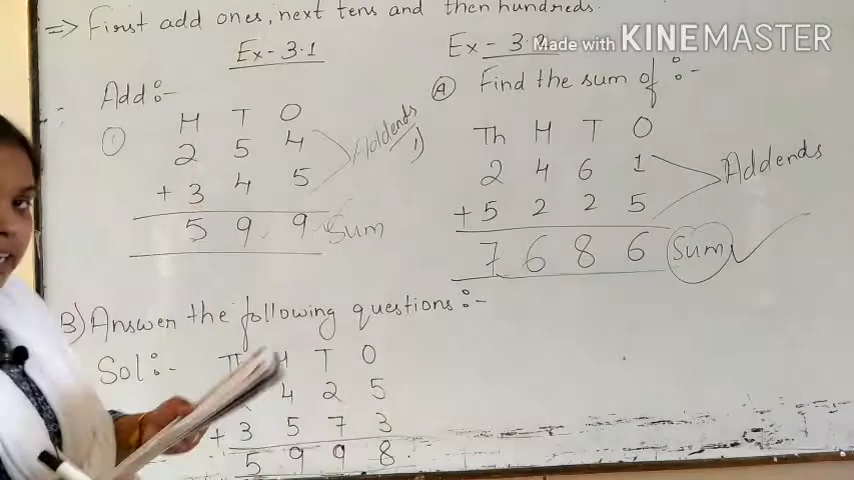 => First add ones, next tens and then hundreds.
Ex-3.1
Add:-
1
H T O
2 5 4
+ 3 4 5
Addends
5 9 9 Sum
Ex-3.2
Made with KINEMASTER
A Find the sum of :-
1)
Th H T O
2 4 6 1
+ 5 2 2 5
Addends
7 6 8 6 Sum
B) Answer the following questions :-
Sol:-
H T O
4 2 5
+ 3 5 7 3
5 9 9 8